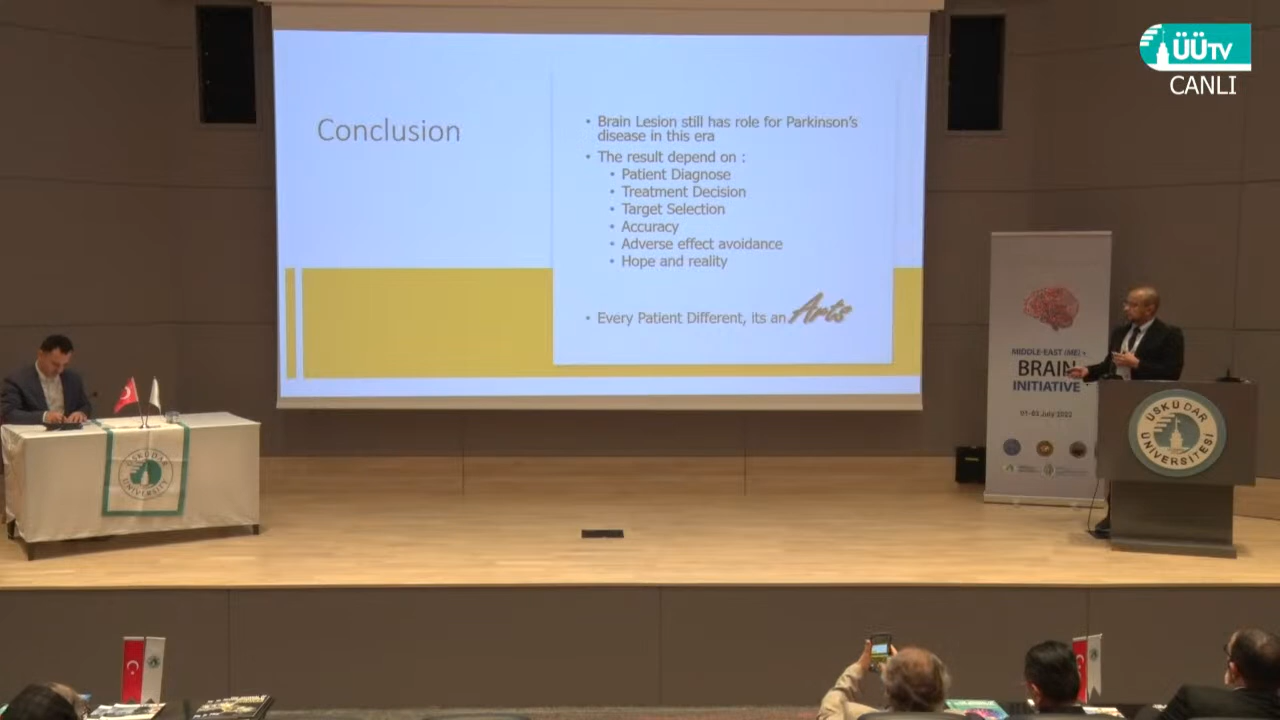 ÜÜTV
CANLI
Conclusion
• Brain Lesion still has role for Parkinson's
disease in this era
• The result depend on :
• Patient Diagnose
• Treatment Decision
• Target Selection
• Accuracy
• Adverse effect avoidance
• Hope and reality
• Every Patient Different, its an Arts
MIDDLE EAST (ME)
BRAIN
INITIATIVE
01-03 July 2022
ÜSKÜDAR
ÜNİVERSİTESİ
ÜSKÜDAR
UNIVERSITY